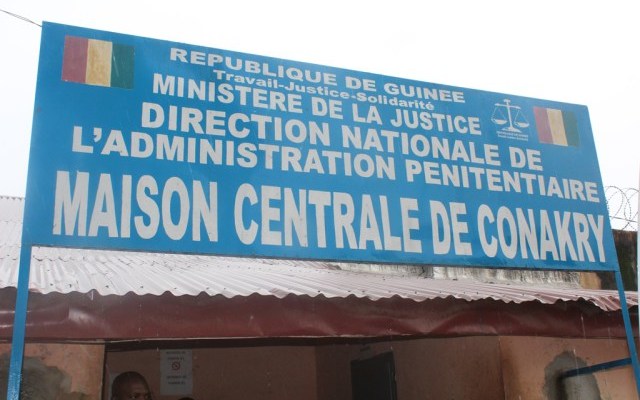 REPUBLIQUE DE GUINEE
Travail-Justice-Solidarité
MINISTERE DE LA JUSTICE
DIRECTION NATIONALE DE
L'ADMINISTRATION PENITENTIAIRE
MAISON CENTRALE DE CONAKRY